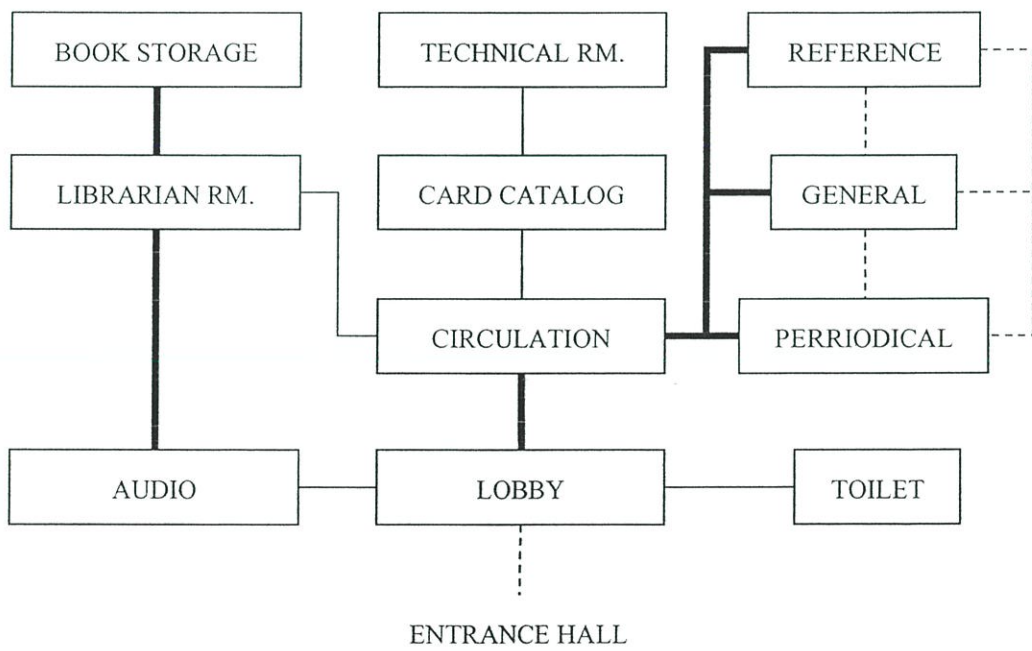 BOOK STORAGE
TECHNICAL RM.
REFERENCE
LIBRARIAN RM.
CARD CATALOG
GENERAL
CIRCULATION
PERRIODICAL
AUDIO
LOBBY
TOILET
ENTRANCE HALL